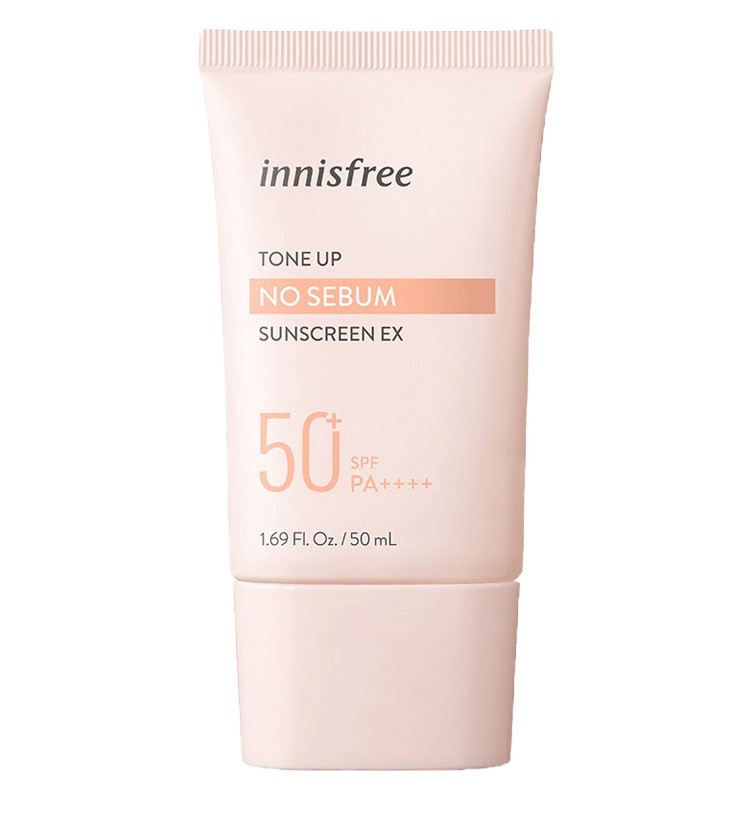 innisfree
TONE UP
NO SEBUM
SUNSCREEN EX
50+
SPF
PA++++
1.69 Fl. Oz. / 50 mL